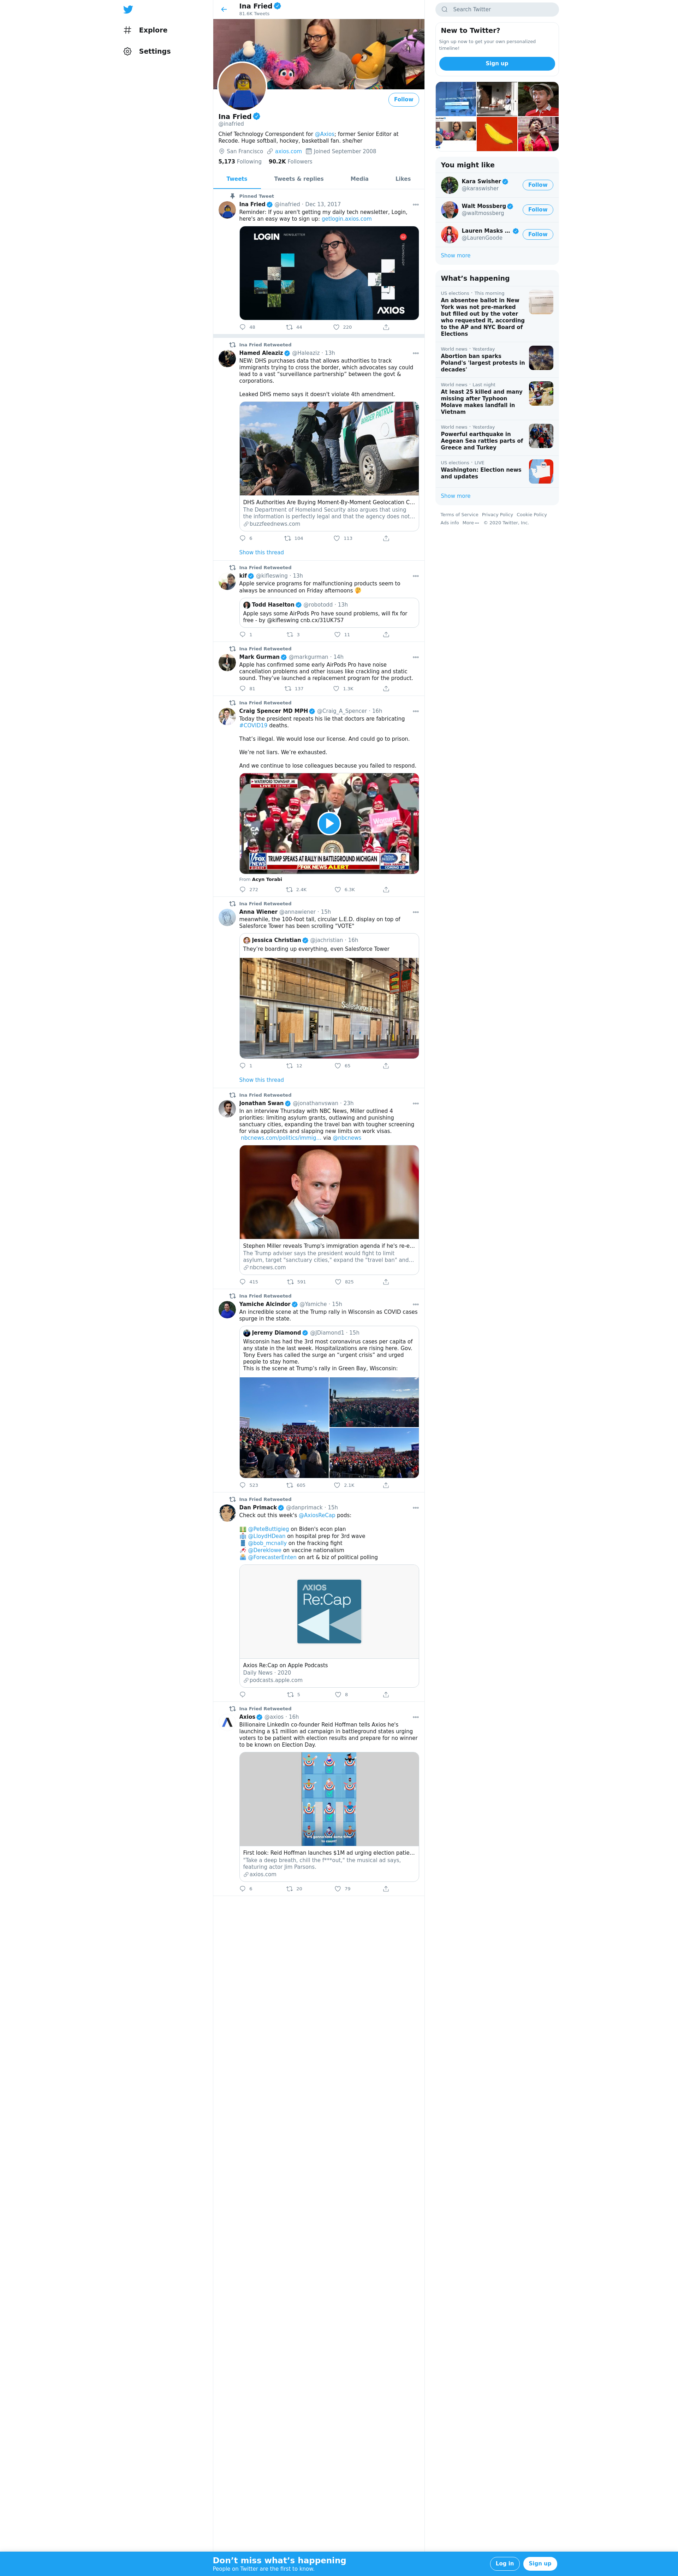 Explore
Settings
Ina Fried
91.6K Tweets
Follow
Ina Fried
@inafried
Chief Technology Correspondent for @Axios; former Senior Editor at
Recode. Huge softball, hockey, basketball fan. she/her
San Francisco axios.com Joined September 2008
5,173 Following 90.2K Followers
Tweets
Tweets & replies
Media
Likes
Pinned Tweet
Ina Fried @inafried · Dec 13, 2017
Reminder: If you aren't getting my daily tech newsletter, Login,
here's an easy way to sign up: getlogin.axios.com
LOGIN NEWSLETTER
AXIOS
48 44 220
Ina Fried Retweeted
Hamed Aleaziz @Haleaziz · 13h
NEW: DHS purchases data that allows authorities to track
immigrants trying to cross the border, which advocates say could
lead to a vast "surveillance partnership" between the govt &
corporations.
Leaked DHS memo says it doesn't violate 4th amendment.
DHS Authorities Are Buying Moment-By-Moment Geolocation C...
The Department of Homeland Security also argues that using
the information is perfectly legal and that the agency does not...
buzzfeednews.com
6 104 113
Show this thread
Ina Fried Retweeted
kif @kifleswing · 13h
Apple service programs for malfunctioning products seem to
always be announced on Friday afternoons 🤔
Todd Haselton @robotodd · 13h
Apple says some AirPods Pro have sound problems, will fix for
free - by @kifleswing cnb.cx/31UK7S7
1 3 11
Ina Fried Retweeted
Mark Gurman @markgurman · 14h
Apple has confirmed some early AirPods Pro have noise
cancellation problems and other issues like crackling and static
sound. They've launched a replacement program for the product.
91 137 1.3K
Ina Fried Retweeted
Craig Spencer MD MPH @Craig_A_Spencer · 16h
Today the president repeats his lie that doctors are fabricating
#COVID19 deaths.
That's illegal. We would lose our license. And could go to prison.
We're not liars. We're exhausted.
And we continue to lose colleagues because you failed to respond.
WATERFORD TOWNSHIP, MI
TRUMP SPEAKS AT RALLY IN BATTLEGROUND MICHIGAN
FOX NEWS ALERT
COMING UP
From Acyn Torabi
272 2.4K 6.3K
Ina Fried Retweeted
Anna Wiener @annawiener · 15h
meanwhile, the 100-foot tall, circular L.E.D. display on top of
Salesforce Tower has been scrolling "VOTE"
Jessica Christian @jachristian · 16h
They're boarding up everything, even Salesforce Tower
Salesforce
1 12 65
Show this thread
Ina Fried Retweeted
Jonathan Swan @jonathanvswan · 23h
In an interview Thursday with NBC News, Miller outlined 4
priorities: limiting asylum grants, outlawing and punishing
sanctuary cities, expanding the travel ban with tougher screening
for visa applicants and slapping new limits on work visas.
nbcnews.com/politics/immig... via @nbcnews
Stephen Miller reveals Trump's immigration agenda if he's re-e...
The Trump adviser says the president would fight to limit
asylum, target "sanctuary cities," expand the "travel ban" and...
nbcnews.com
415 591 825
Ina Fried Retweeted
Yamiche Alcindor @Yamiche · 15h
An incredible scene at the Trump rally in Wisconsin as COVID cases
spurge in the state.
Jeremy Diamond @JDiamond1 · 15h
Wisconsin has had the 3rd most coronavirus cases per capita of
any state in the last week. Hospitalizations are rising here. Gov.
Tony Evers has called the surge an "urgent crisis" and urged
people to stay home.
This is the scene at Trump's rally in Green Bay, Wisconsin:
523 605 2.1K
Ina Fried Retweeted
Dan Primack @danprimack · 15h
Check out this week's @AxiosReCap pods:
💵 @PeteButtigieg on Biden's econ plan
🏥 @LloydHDean on hospital prep for 3rd wave
🛢 @bob_mcnally on the fracking fight
💉 @Dereklowe on vaccine nationalism
🗳 @ForecasterEnten on art & biz of political polling
AXIOS
Re:Cap
Axios Re:Cap on Apple Podcasts
Daily News · 2020
podcasts.apple.com
5 8
Ina Fried Retweeted
Axios @axios · 16h
Billionaire LinkedIn co-founder Reid Hoffman tells Axios he's
launching a $1 million ad campaign in battleground states urging
voters to be patient with election results and prepare for no winner
to be known on Election Day.
First look: Reid Hoffman launches $1M ad urging election patie...
"Take a deep breath, chill the f***out," the musical ad says,
featuring actor Jim Parsons.
axios.com
6 20 79
Search Twitter
New to Twitter?
Sign up now to get your own personalized
timeline!
Sign up
You might like
Kara Swisher
@karaswisher
Follow
Walt Mossberg
@waltmossberg
Follow
Lauren Masks ...
@LaurenGoode
Follow
Show more
What's happening
US elections · This morning
An absentee ballot in New
York was not pre-marked
but filled out by the voter
who requested it, according
to the AP and NYC Board of
Elections
World news · Yesterday
Abortion ban sparks
Poland's 'largest protests in
decades'
World news · Last night
At least 25 killed and many
missing after Typhoon
Molave makes landfall in
Vietnam
World news · Yesterday
Powerful earthquake in
Aegean Sea rattles parts of
Greece and Turkey
US elections · LIVE
Washington: Election news
and updates
Show more
Terms of Service Privacy Policy Cookie Policy
Ads info More © 2020 Twitter, Inc.
Don't miss what's happening
People on Twitter are the first to know.
Log in
Sign up